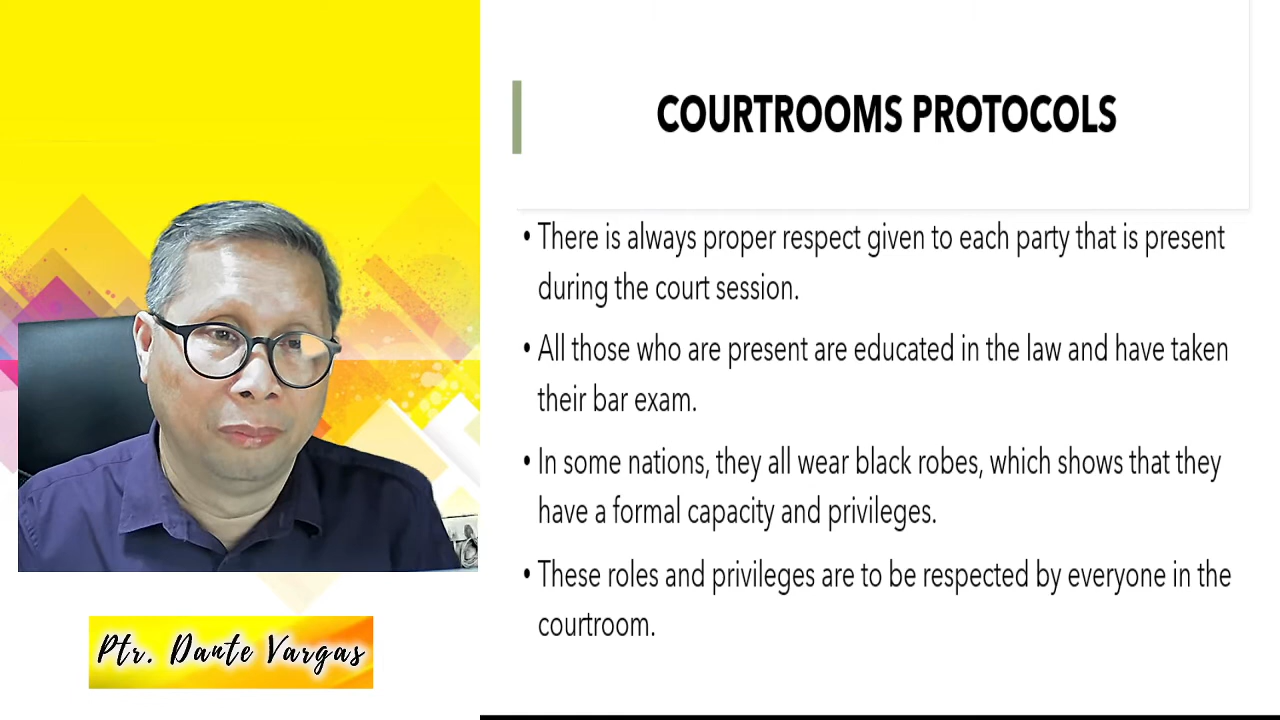 COURTROOMS PROTOCOLS
• There is always proper respect given to each party that is present
during the court session.
• All those who are present are educated in the law and have taken
their bar exam.
• In some nations, they all wear black robes, which shows that they
have a formal capacity and privileges.
• These roles and privileges are to be respected by everyone in the
courtroom.
Ptr. Dante Vargas